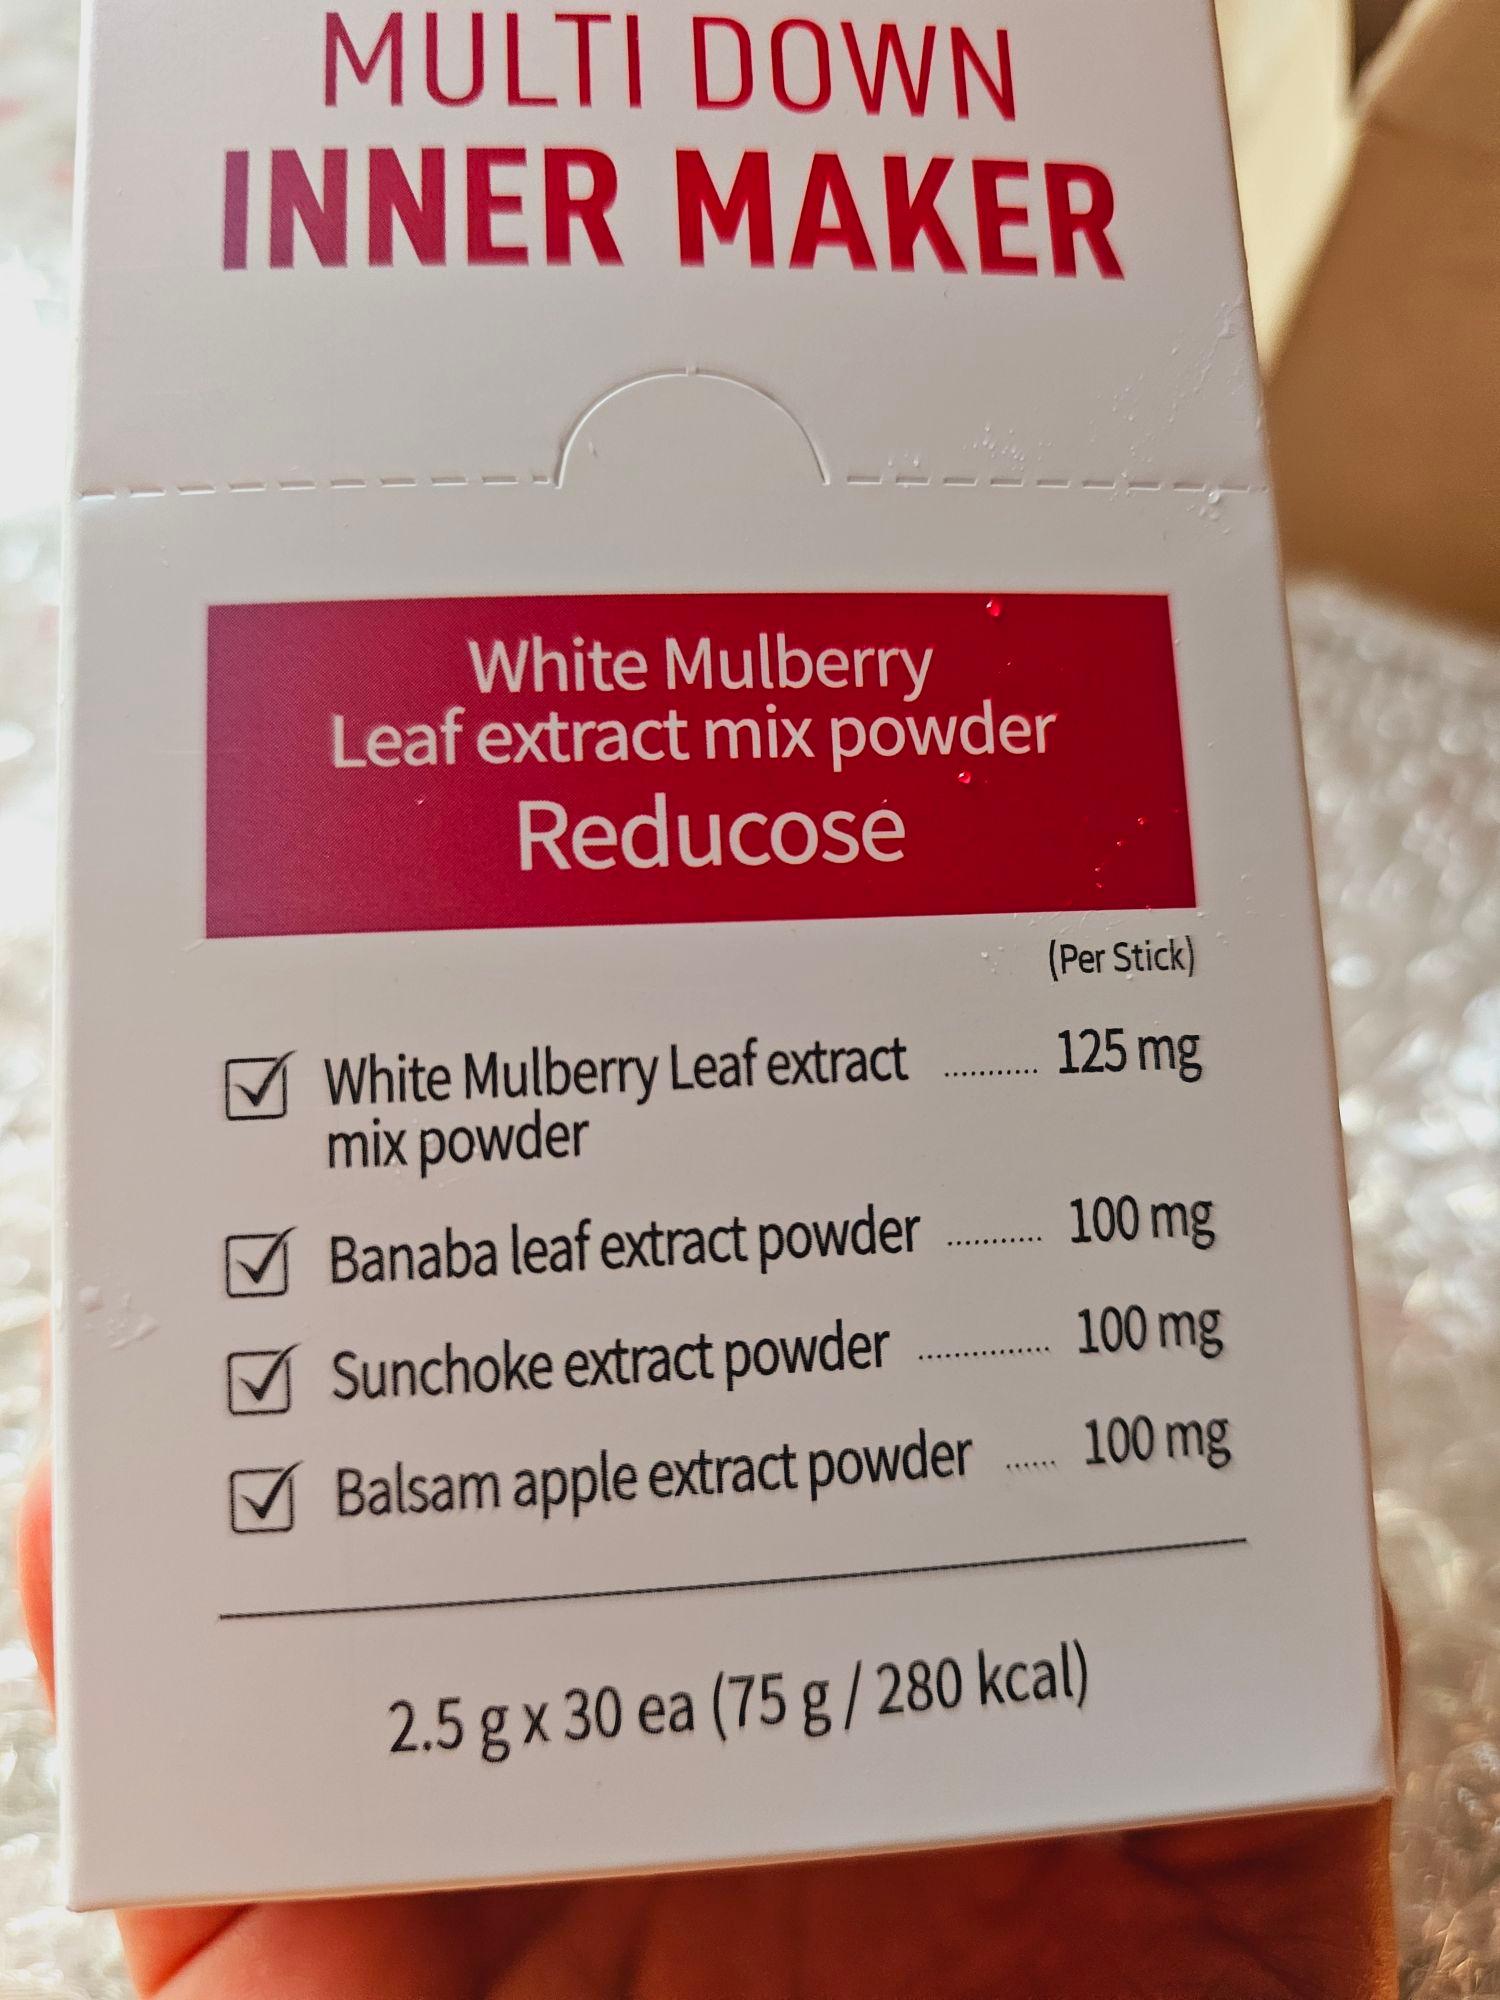 MULTI DOWN
INNER MAKER
White Mulberry
Leaf extract mix powder
Reducose
(Per Stick)
White Mulberry Leaf extract .......... 125 mg
mix powder
Banaba leaf extract powder .......... 100 mg
Sunchoke extract powder .............. 100 mg
Balsam apple extract powder ...... 100 mg
2.5 g x 30 ea (75 g / 280 kcal)